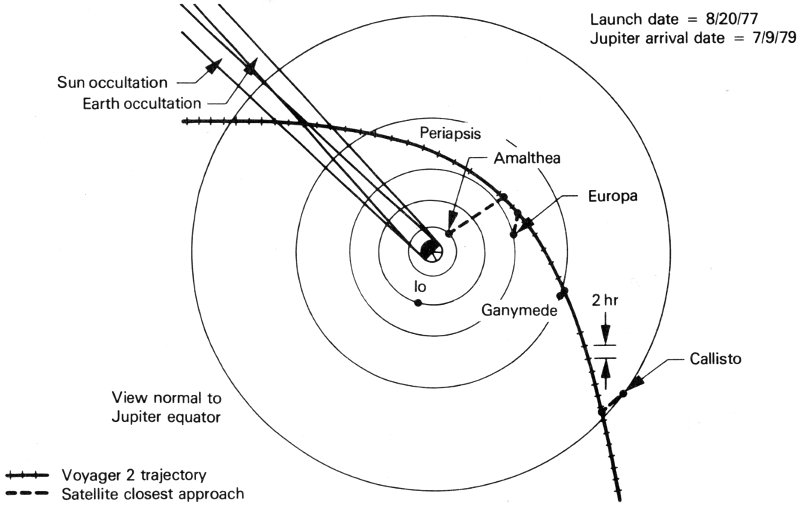 Launch date = 8/20/77
Jupiter arrival date = 7/9/79
Sun occultation
Earth occultation
Periapsis
Amalthea
Europa
Io
Ganymede
2 hr
Callisto
View normal to
Jupiter equator
Voyager 2 trajectory
Satellite closest approach